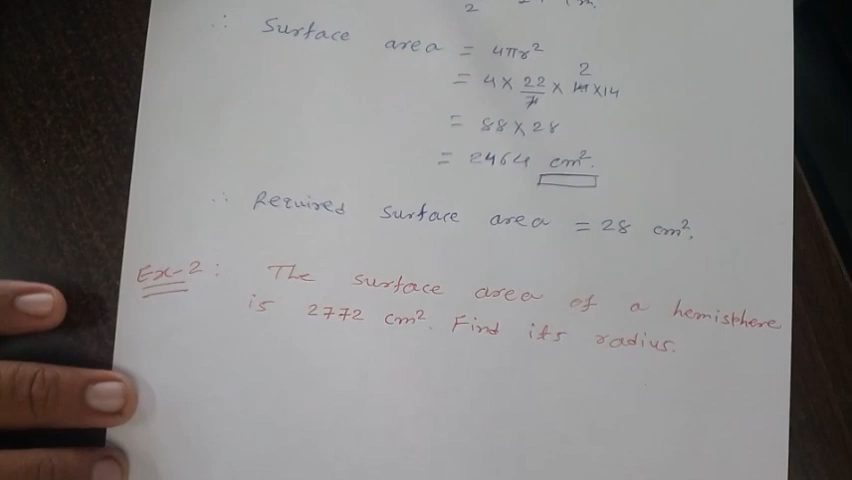 ∴ Surface area = 4πr²
= 4 × 22/7 × 14 × 14 2
= 88 × 28
= 2464 cm².
∴ Required surface area = 28 cm².
Ex-2 : The surface area of a hemisphere
is 2772 cm². Find its radius.